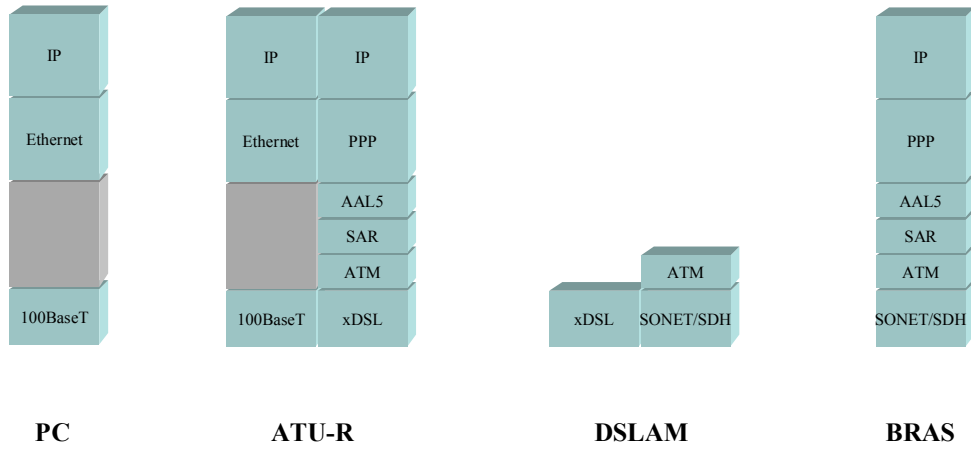 IP
Ethernet
100BaseT
PC
IP
Ethernet
100BaseT
IP
PPP
AAL5
SAR
ATM
xDSL
ATU-R
xDSL
ATM
SONET/SDH
DSLAM
IP
PPP
AAL5
SAR
ATM
SONET/SDH
BRAS